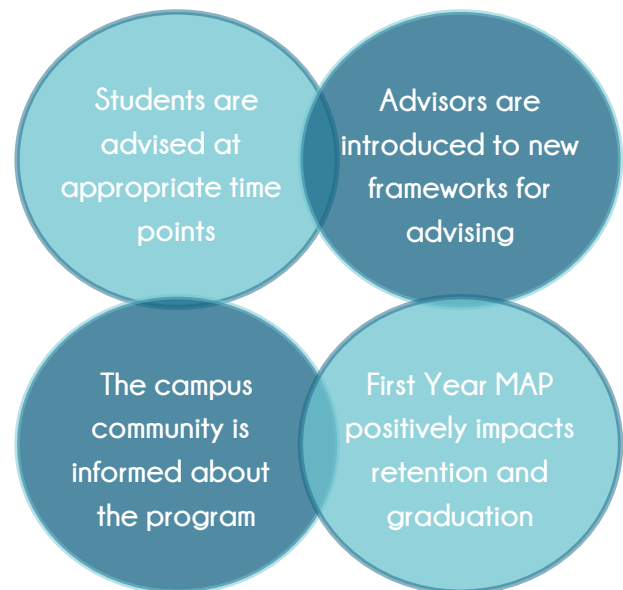 Students are
advised at
appropriate time
points
Advisors are
introduced to new
frameworks for
advising
The campus
community is
informed about
the program
First Year MAP
positively impacts
retention and
graduation